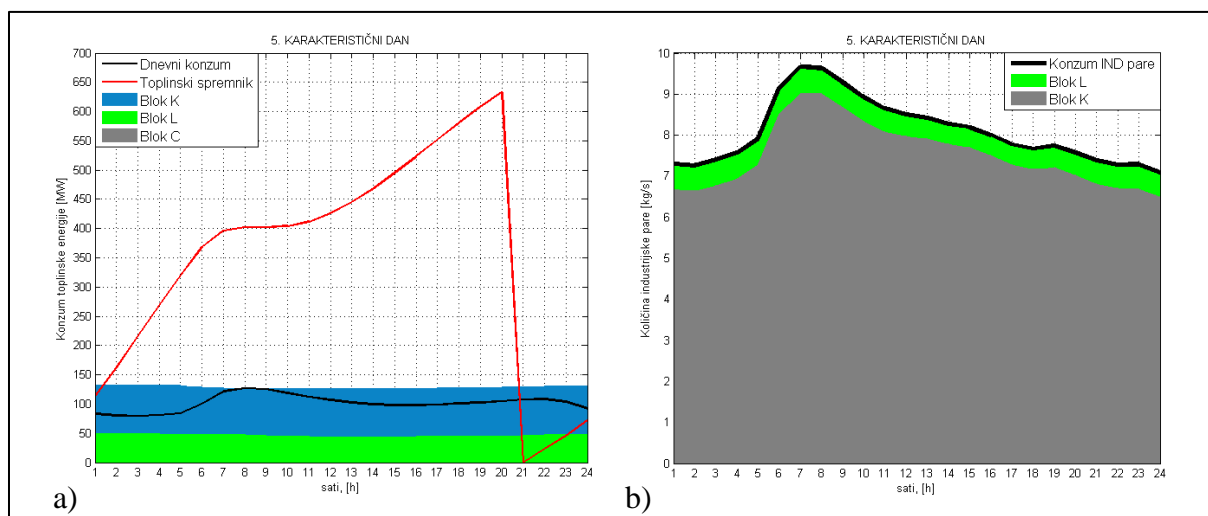 5. KARAKTERISTIČNI DAN
Konzum toplinske energije [MW]
700
650
600
550
500
450
400
350
300
250
200
150
100
50
0
Dnevni konzum
Toplinski spremnik
Blok K
Blok L
Blok C
1 2 3 4 5 6 7 8 9 10 11 12 13 14 15 16 17 18 19 20 21 22 23 24
sati, [h]
a)
5. KARAKTERISTIČNI DAN
Količina industrijske pare [kg/s]
10
9
8
7
6
5
4
3
2
1
0
Konzum IND pare
Blok L
Blok K
1 2 3 4 5 6 7 8 9 10 11 12 13 14 15 16 17 18 19 20 21 22 23 24
sati, [h]
b)